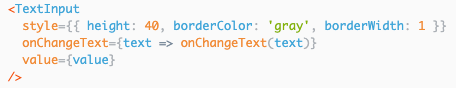 <TextInput
style={{ height: 40, borderColor: 'gray', borderWidth: 1 }}
onChangeText={text => onChangeText(text)}
value={value}
/>